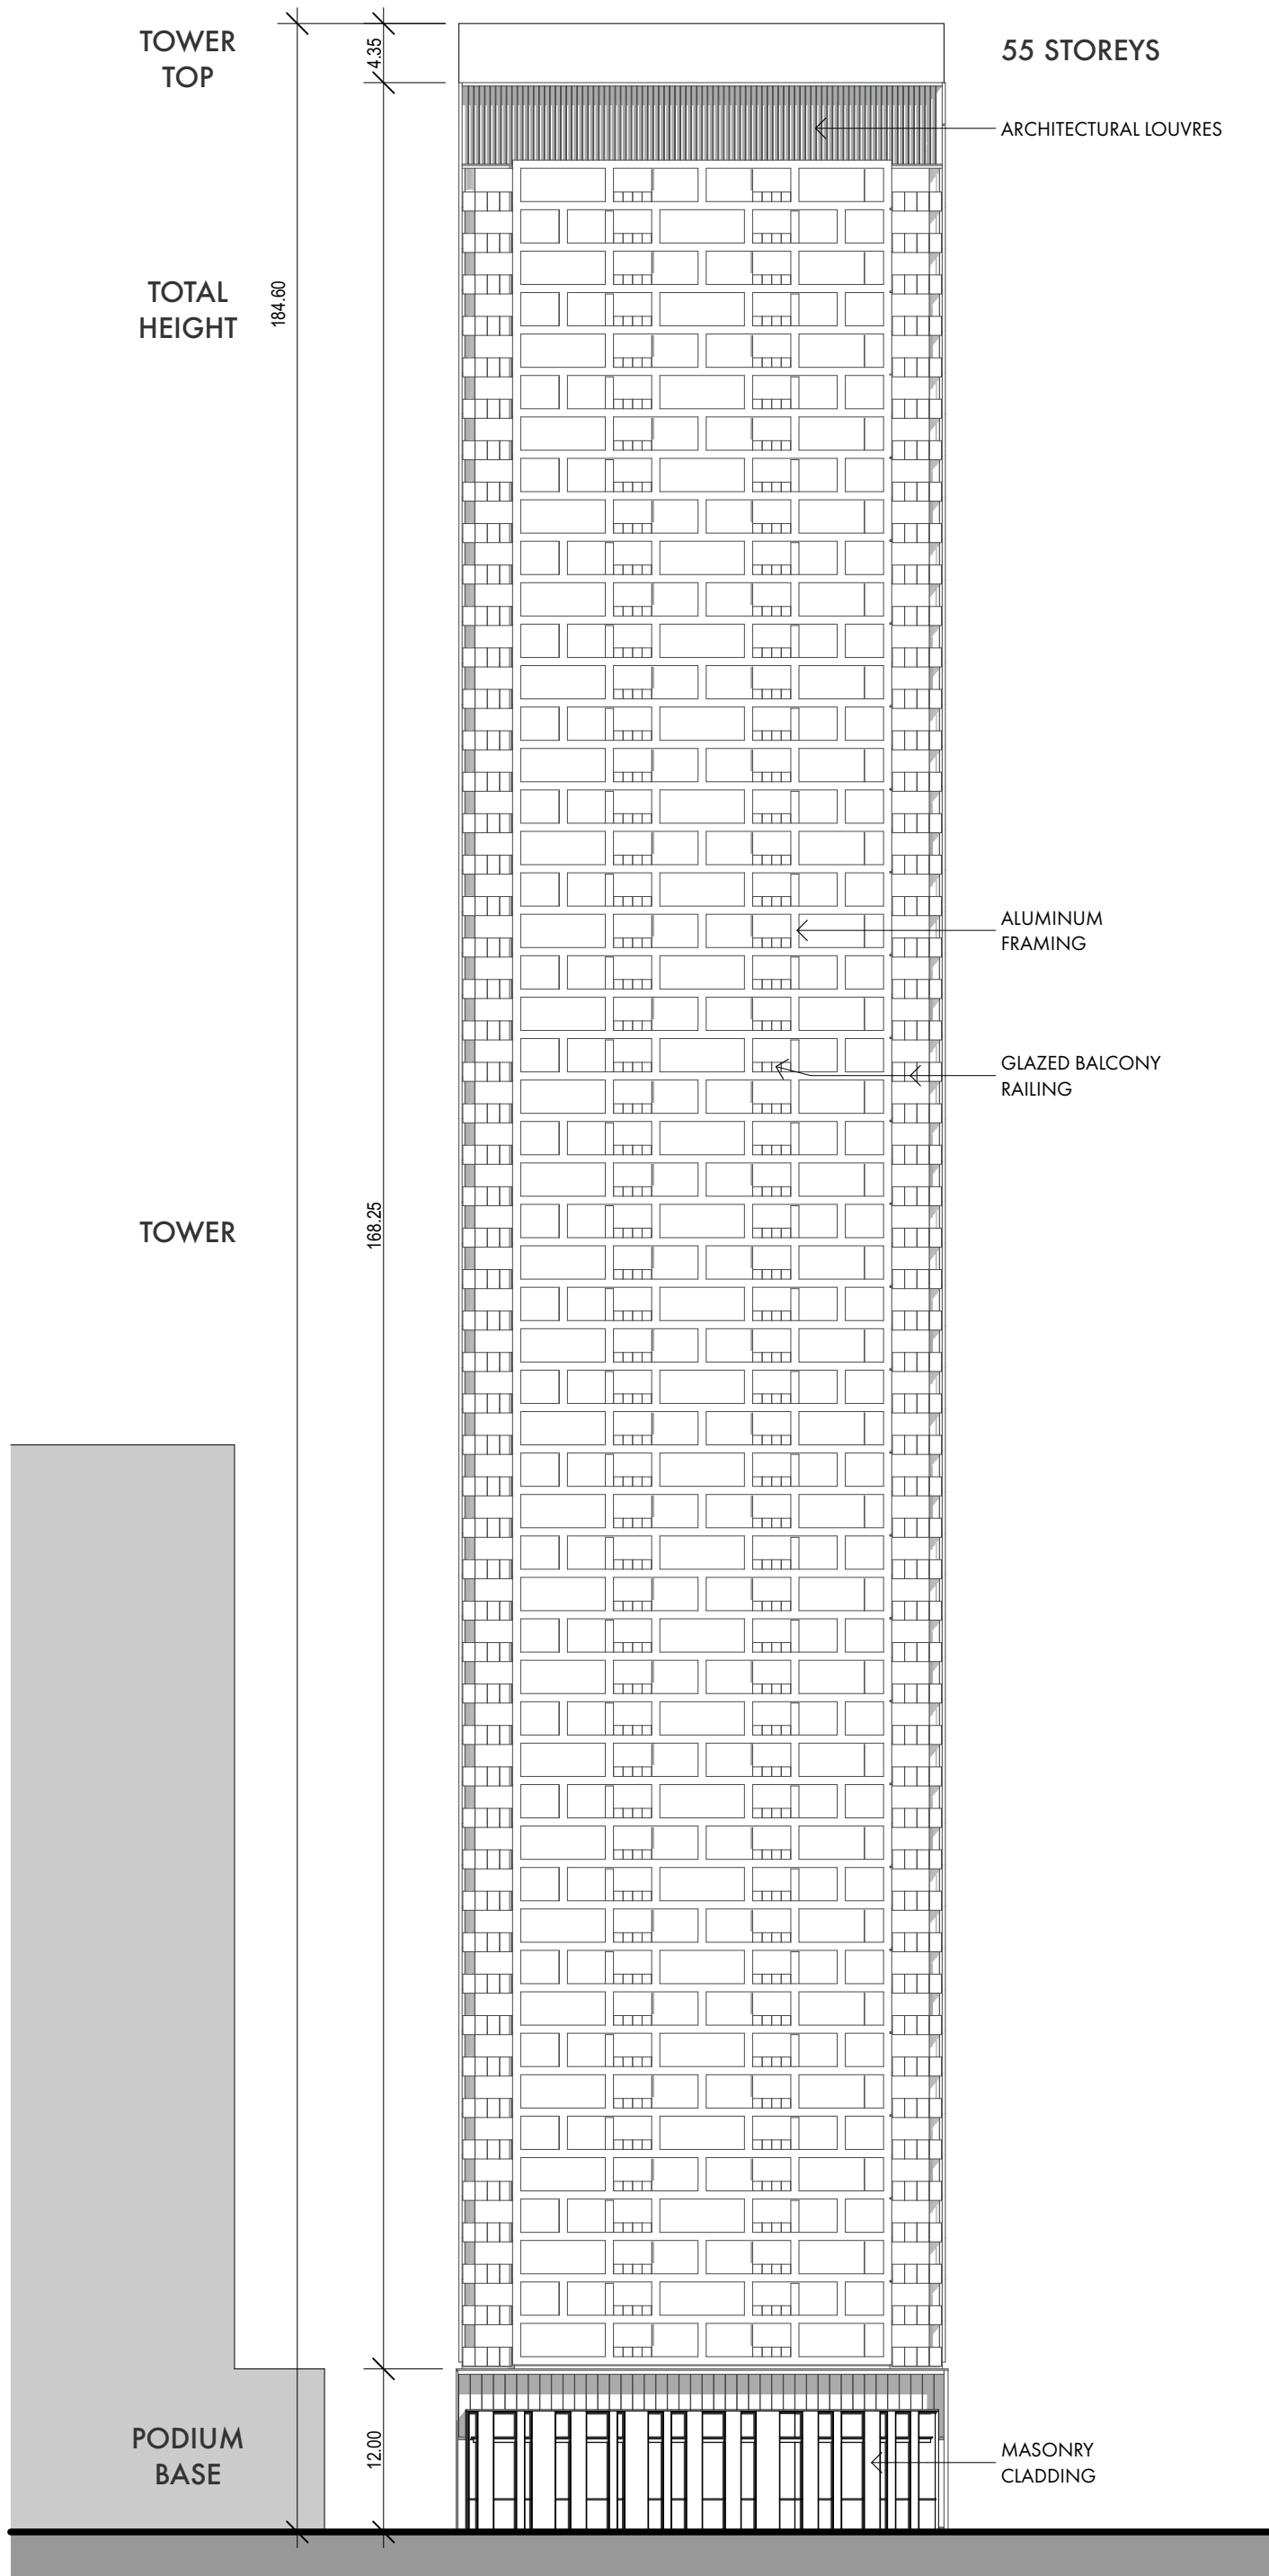 TOWER
TOP
4.35
55 STOREYS
ARCHITECTURAL LOUVRES
TOTAL
HEIGHT
184.60
ALUMINUM
FRAMING
GLAZED BALCONY
RAILING
TOWER
168.25
PODIUM
BASE
12.00
MASONRY
CLADDING